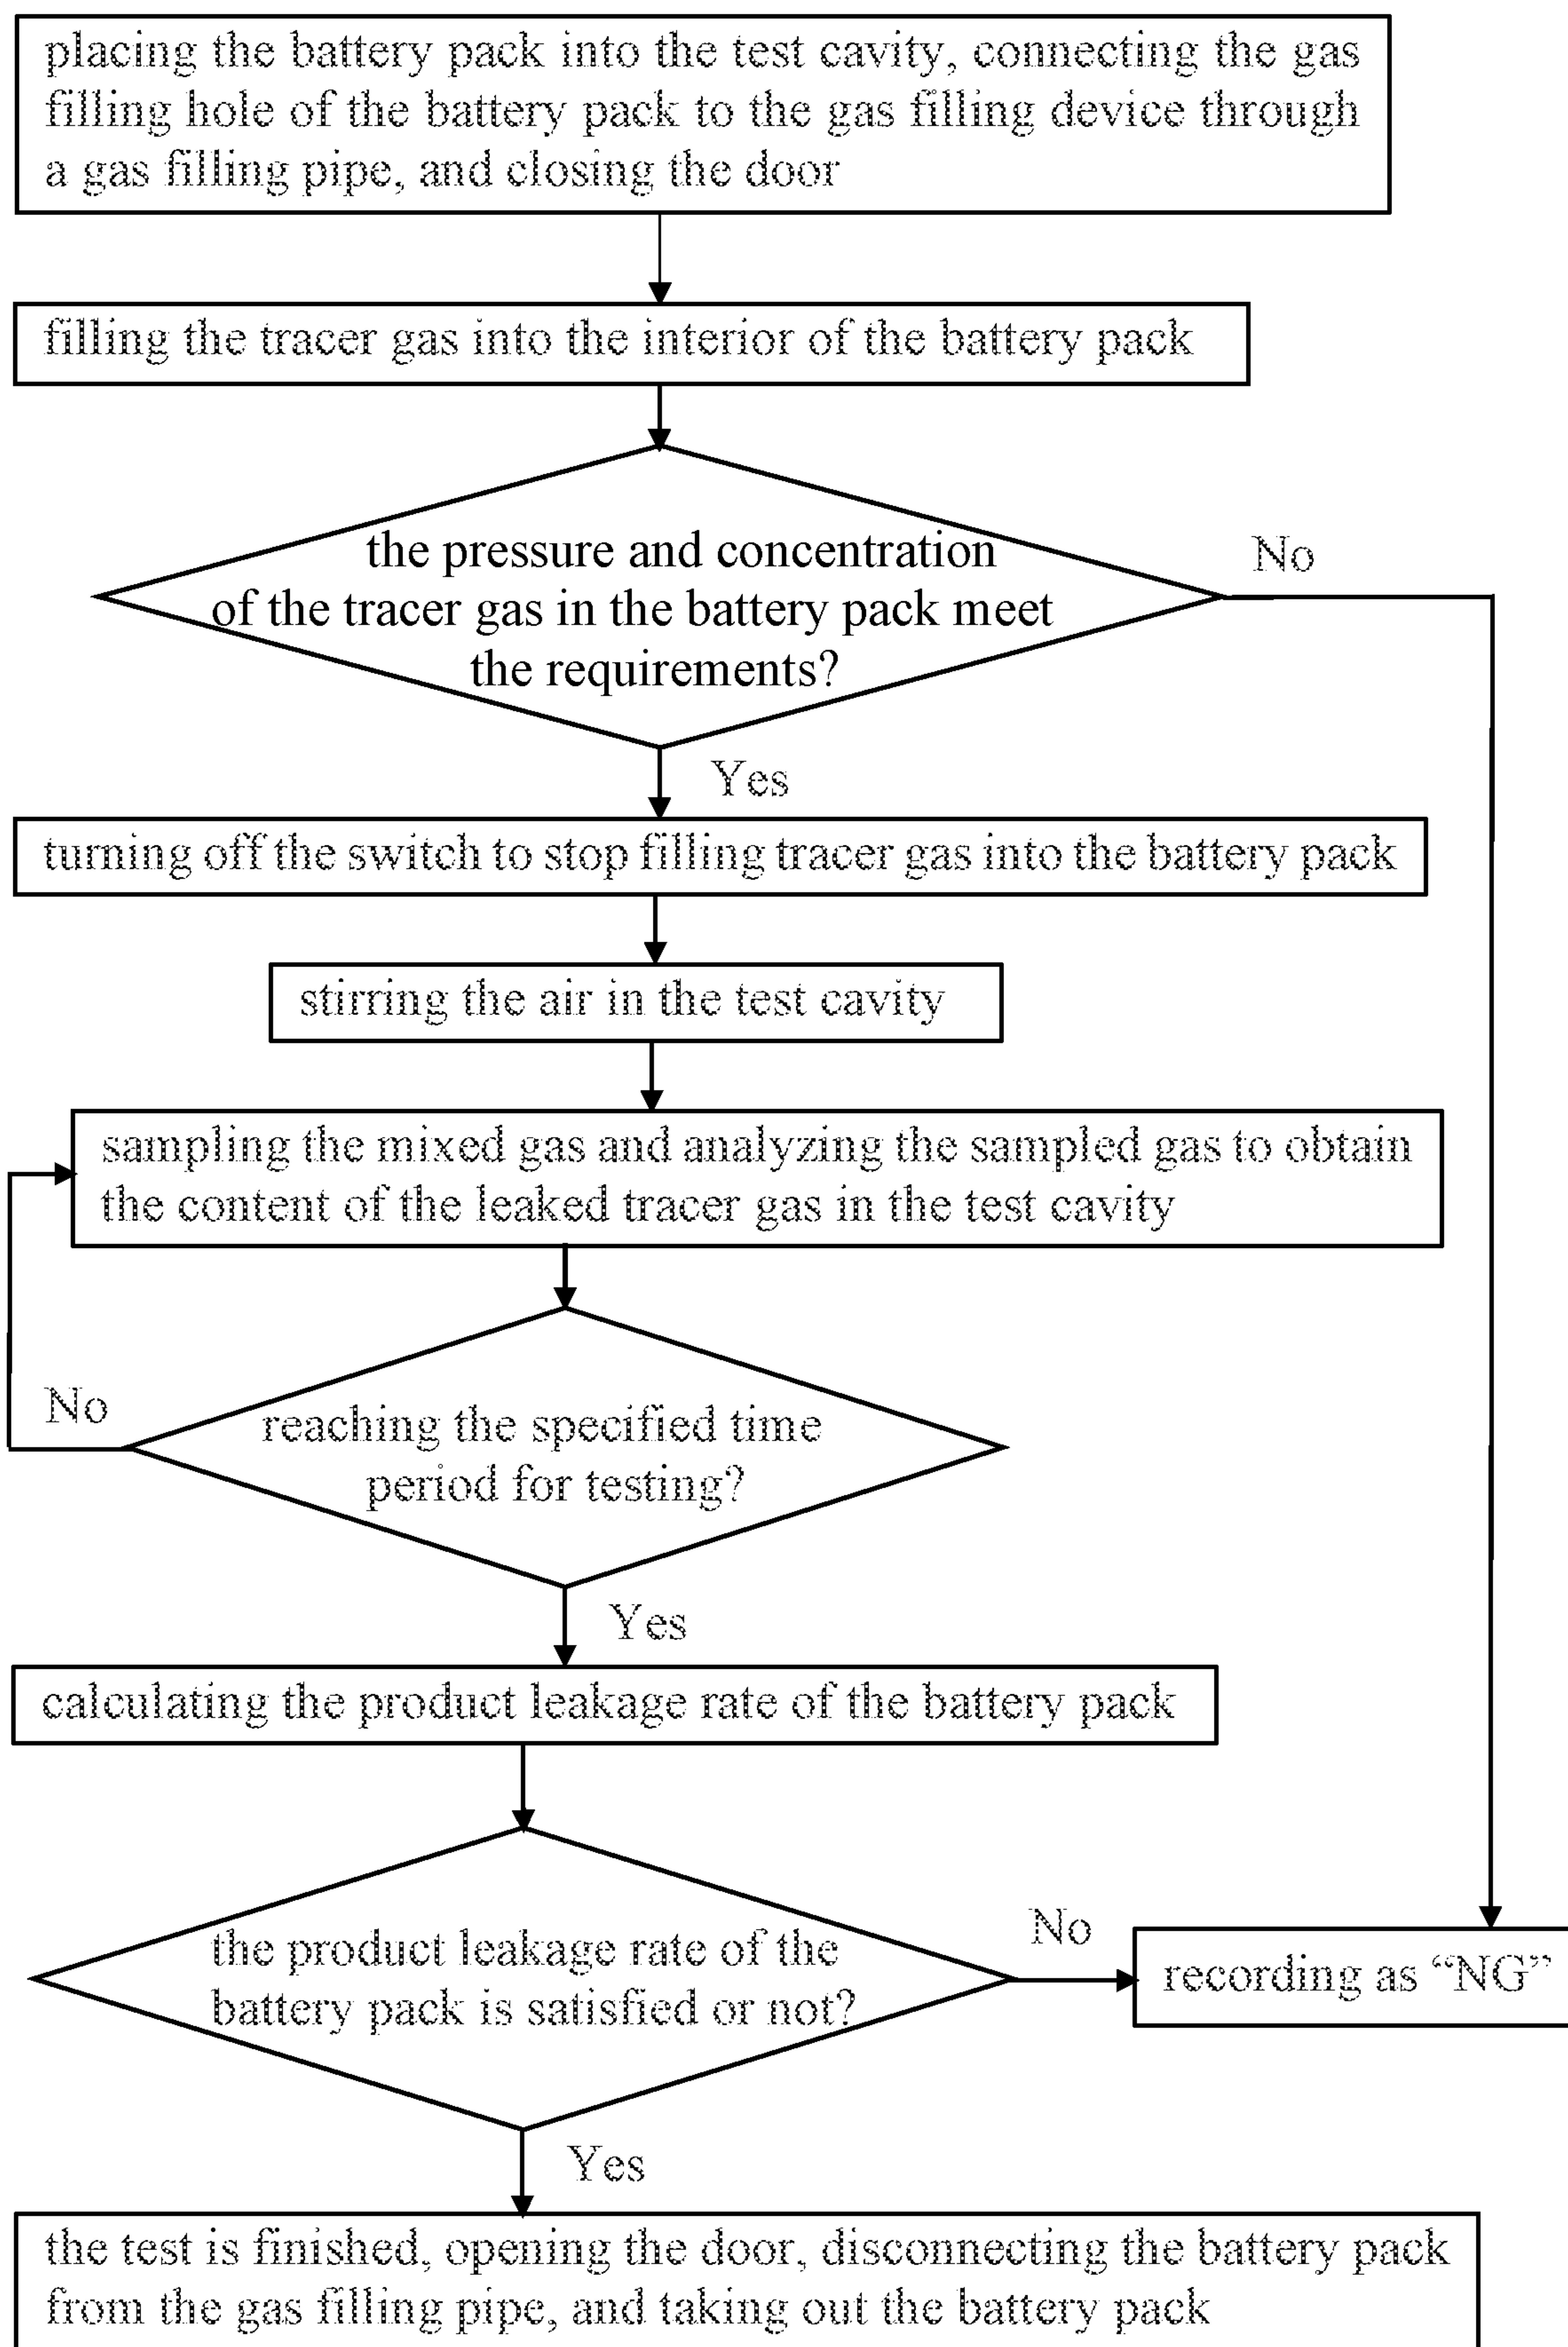 placing the battery pack into the test cavity, connecting the gas
filling hole of the battery pack to the gas filling device through
a gas filling pipe, and closing the door
filling the tracer gas into the interior of the battery pack
the pressure and concentration
of the tracer gas in the battery pack meet
the requirements?
No
Yes
turning off the switch to stop filling tracer gas into the battery pack
stirring the air in the test cavity
sampling the mixed gas and analyzing the sampled gas to obtain
the content of the leaked tracer gas in the test cavity
No
reaching the specified time
period for testing?
Yes
calculating the product leakage rate of the battery pack
the product leakage rate of the
battery pack is satisfied or not?
No
recording as “NG”
Yes
the test is finished, opening the door, disconnecting the battery pack
from the gas filling pipe, and taking out the battery pack